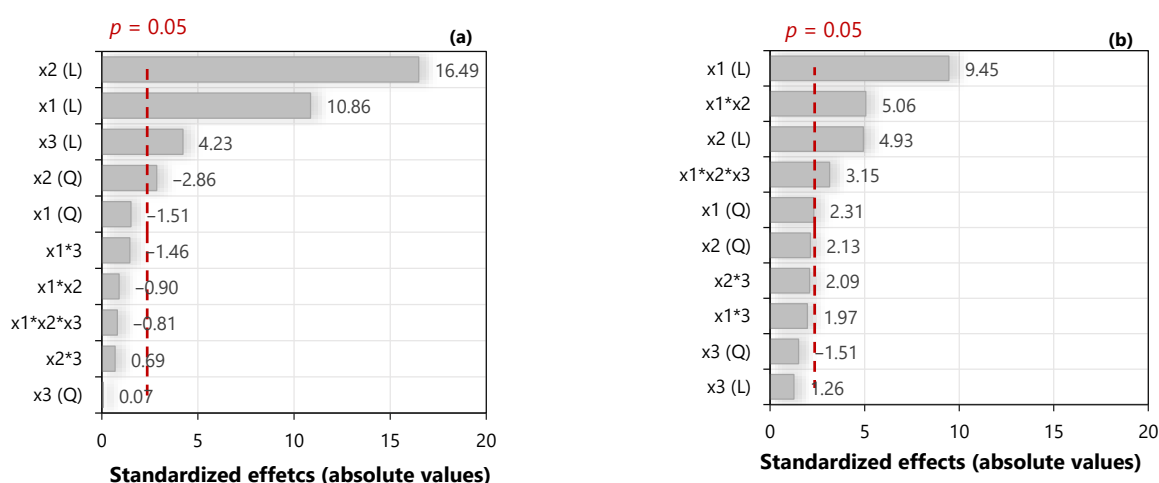 p = 0.05
(a)
x2 (L)
16.49
x1 (L)
10.86
x3 (L)
4.23
x2 (Q)
–2.86
x1 (Q)
–1.51
x1*3
–1.46
x1*x2
–0.90
x1*x2*x3
–0.81
x2*3
0.69
x3 (Q)
0.07
0 5 10 15 20
Standardized effetcs (absolute values)
p = 0.05
(b)
x1 (L)
9.45
x1*x2
5.06
x2 (L)
4.93
x1*x2*x3
3.15
x1 (Q)
2.31
x2 (Q)
2.13
x2*3
2.09
x1*3
1.97
x3 (Q)
–1.51
x3 (L)
1.26
0 5 10 15 20
Standardized effects (absolute values)